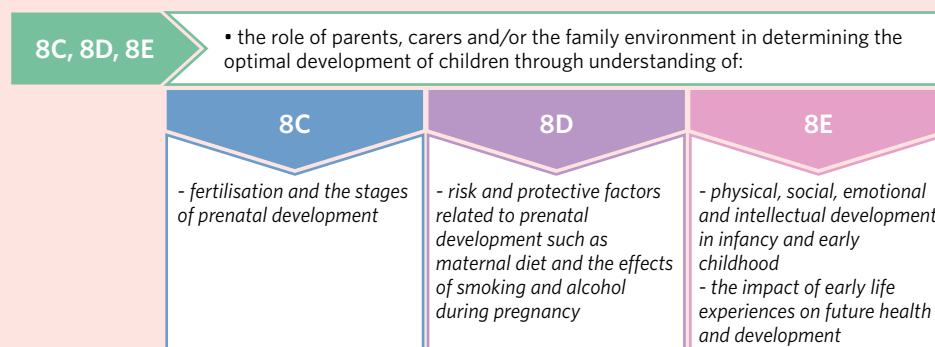 8C, 8D, 8E
• the role of parents, carers and/or the family environment in determining the
optimal development of children through understanding of:
8C
- fertilisation and the stages
of prenatal development
8D
- risk and protective factors
related to prenatal
development such as
maternal diet and the effects
of smoking and alcohol
during pregnancy
8E
- physical, social, emotional
and intellectual development
in infancy and early
childhood
- the impact of early life
experiences on future health
and development